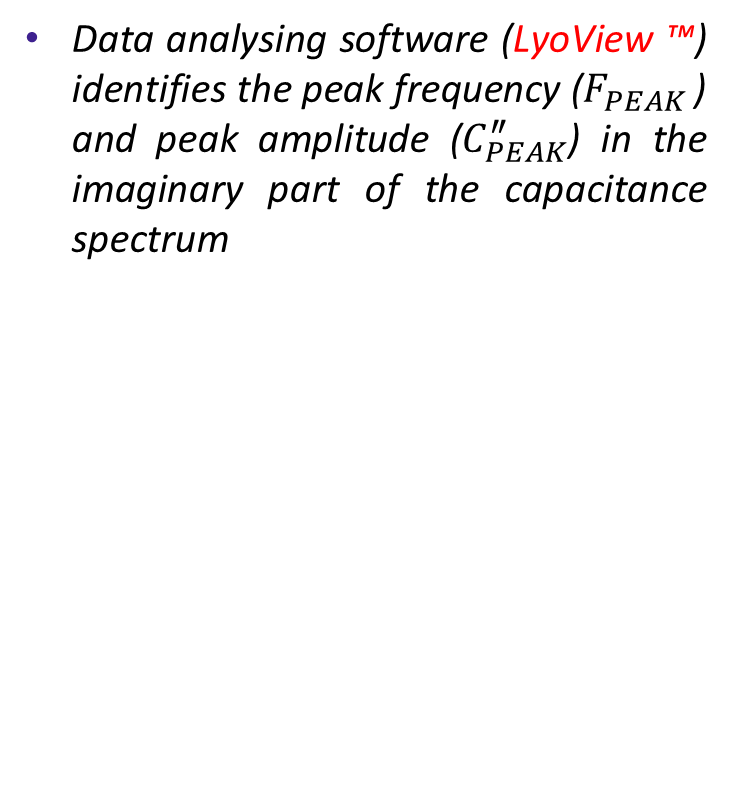 • Data analysing software (LyoView ™)
identifies the peak frequency (F_PEAK )
and peak amplitude (C″_PEAK) in the
imaginary part of the capacitance
spectrum